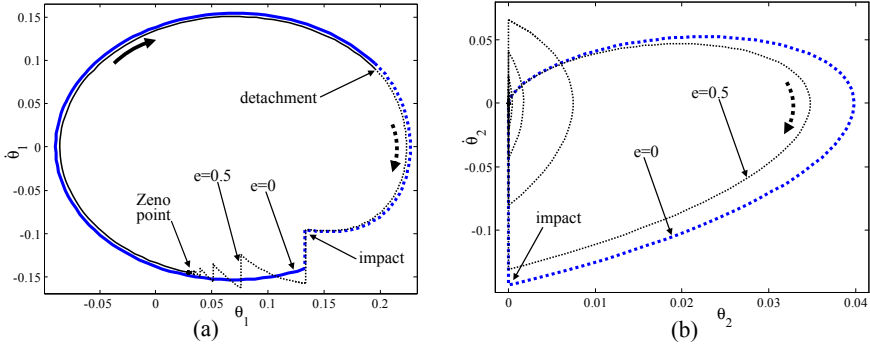 0.15
0.1
0.05
0
-0.05
-0.1
-0.15
θ̇1
-0.05
0
0.05
0.1
0.15
0.2
θ1
(a)
detachment
e=0.5
e=0
Zeno
point
impact
0.05
0
-0.05
-0.1
θ̇2
0
0.01
0.02
0.03
0.04
θ2
(b)
e=0.5
e=0
impact